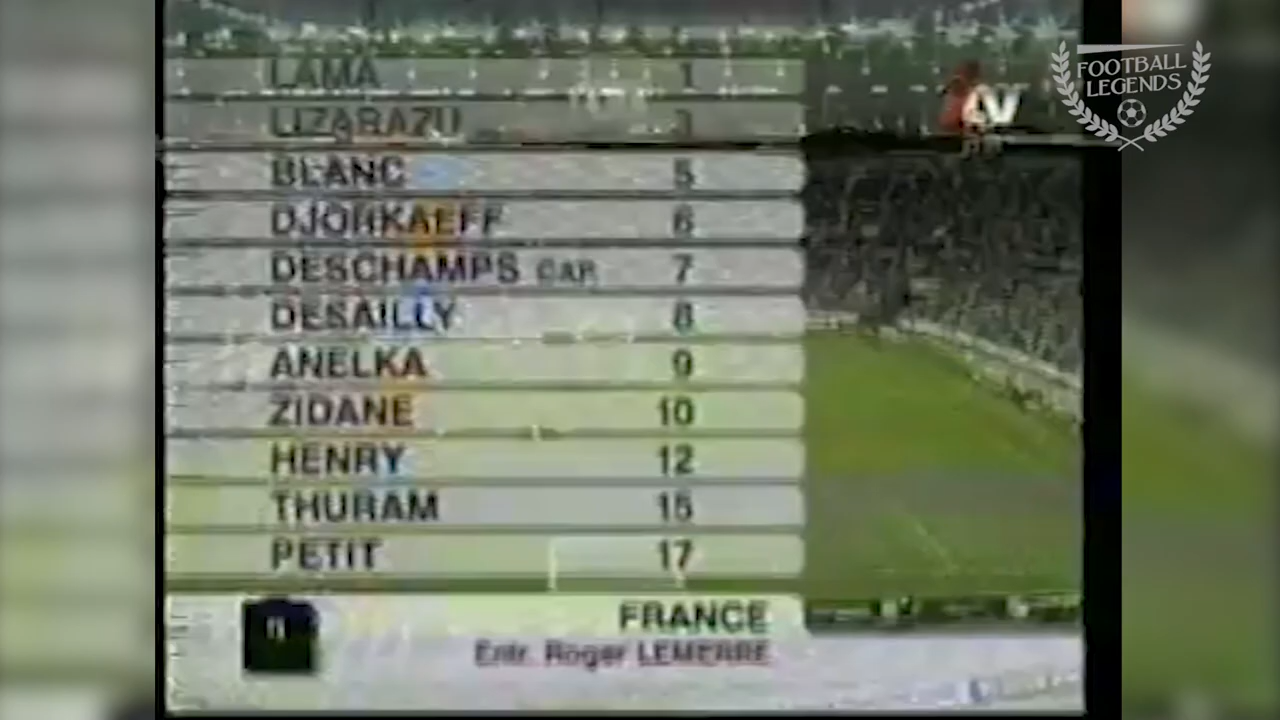 FOOTBALL
LEGENDS
LAMA 1
LIZARAZU 3
BLANC 5
DJORKAEFF 6
DESCHAMPS CAP. 7
DESAILLY 8
ANELKA 9
ZIDANE 10
HENRY 12
THURAM 15
PETIT 17
FRANCE
Entr. Roger LEMERRE